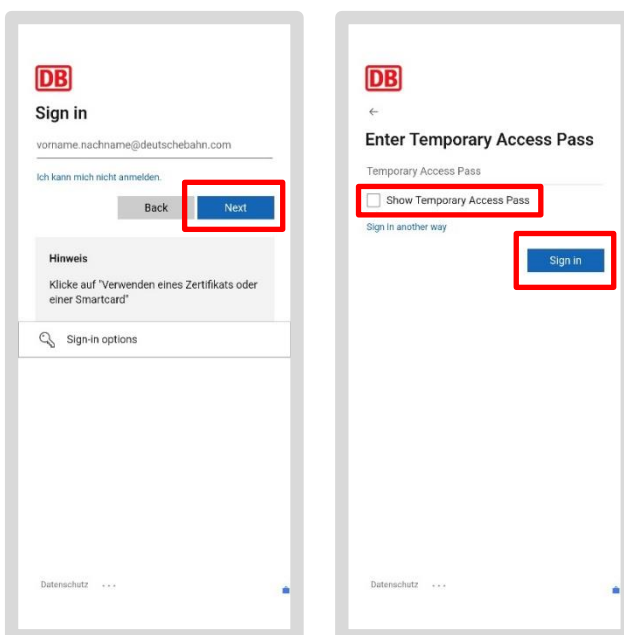 DB
Sign in
vorname.nachname@deutschebahn.com
Ich kann mich nicht anmelden.
Back
Next
Hinweis
Klicke auf "Verwenden eines Zertifikats oder
einer Smartcard"
Sign-in options
Datenschutz ...
DB
←
Enter Temporary Access Pass
Temporary Access Pass
Show Temporary Access Pass
Sign in another way
Sign in
Datenschutz ...